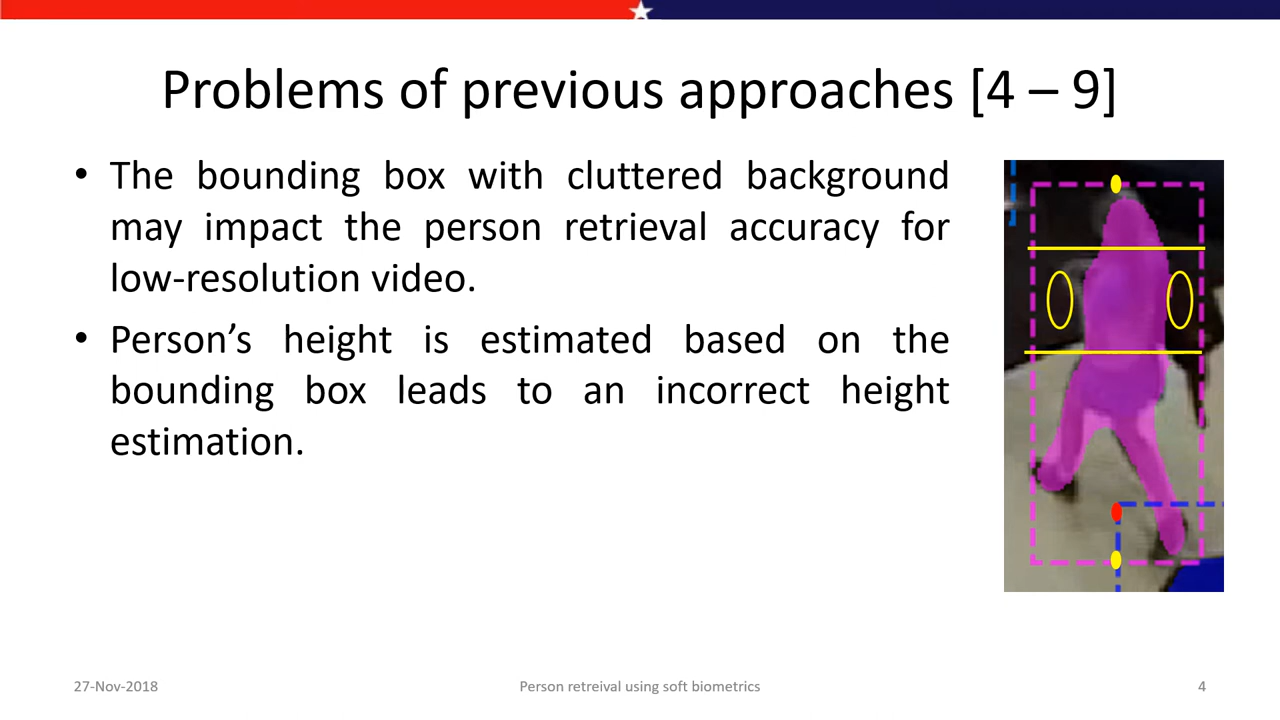 Problems of previous approaches [4 – 9]
• The bounding box with cluttered background
may impact the person retrieval accuracy for
low-resolution video.
• Person’s height is estimated based on the
bounding box leads to an incorrect height
estimation.
27-Nov-2018
Person retreival using soft biometrics
4